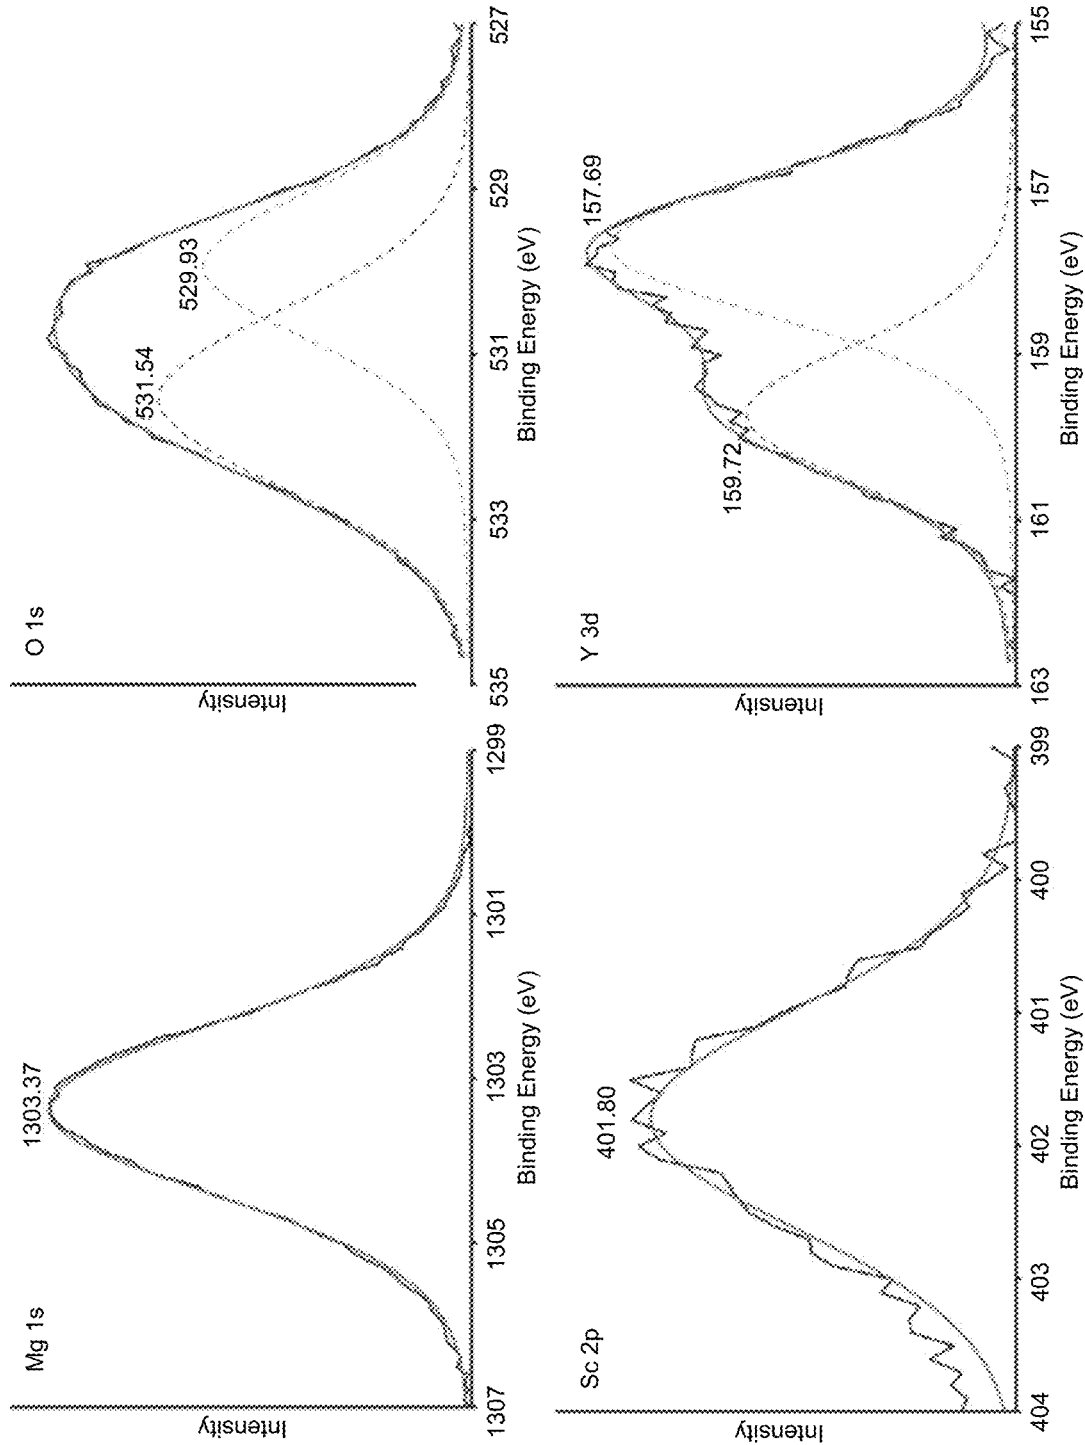 Mg 1s
1303.37
Intensity
1307
1305
1303
1301
1299
Binding Energy (eV)
O 1s
531.54
529.93
Intensity
535
533
531
529
527
Binding Energy (eV)
Sc 2p
401.80
Intensity
404
403
402
401
400
399
Binding Energy (eV)
Y 3d
159.72
157.69
Intensity
163
161
159
157
155
Binding Energy (eV)